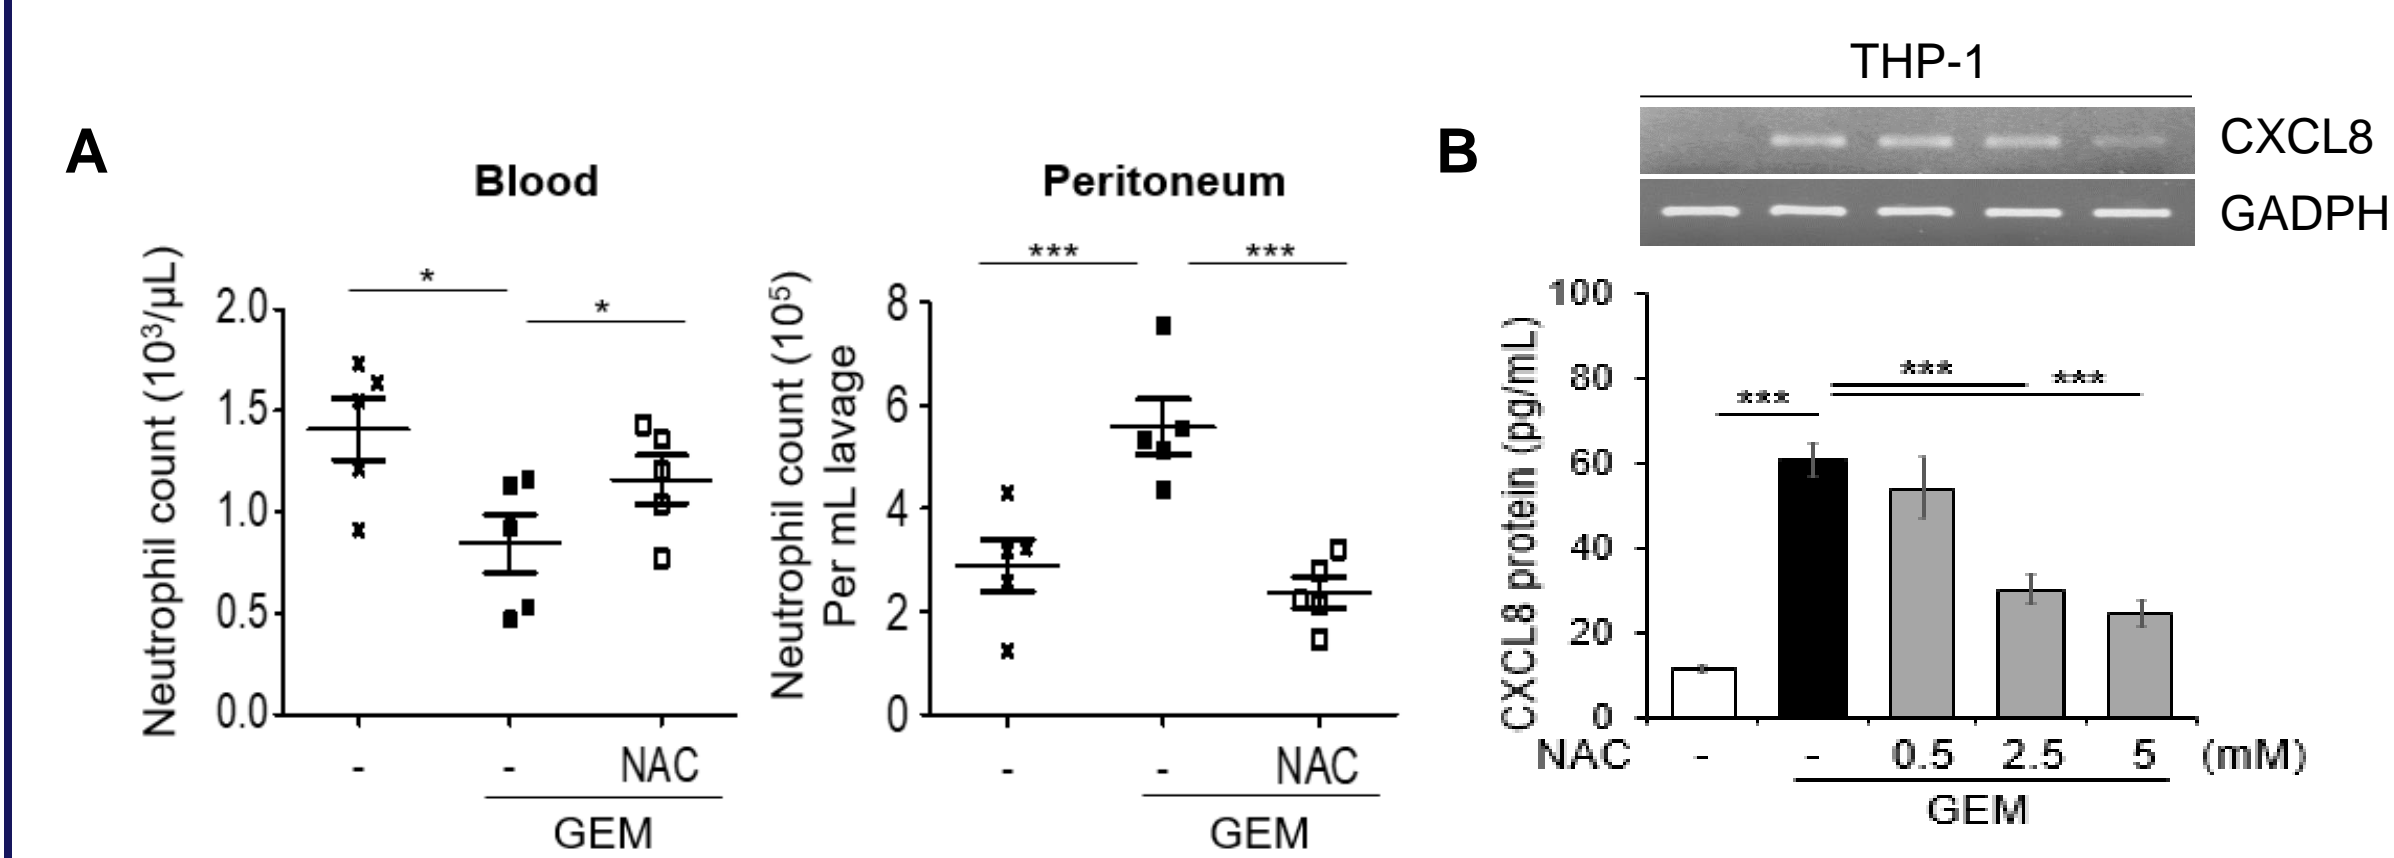 A
Blood
Neutrophil count (10³/µL)
2.0
1.5
1.0
0.5
0.0
*
*
-
-
NAC
GEM
Peritoneum
Neutrophil count (10⁵)
Per mL lavage
8
6
4
2
0
***
***
-
-
NAC
GEM
B
THP-1
CXCL8
GADPH
CXCL8 protein (pg/mL)
100
80
60
40
20
0
***
***
***
NAC - - 0.5 2.5 5 (mM)
GEM